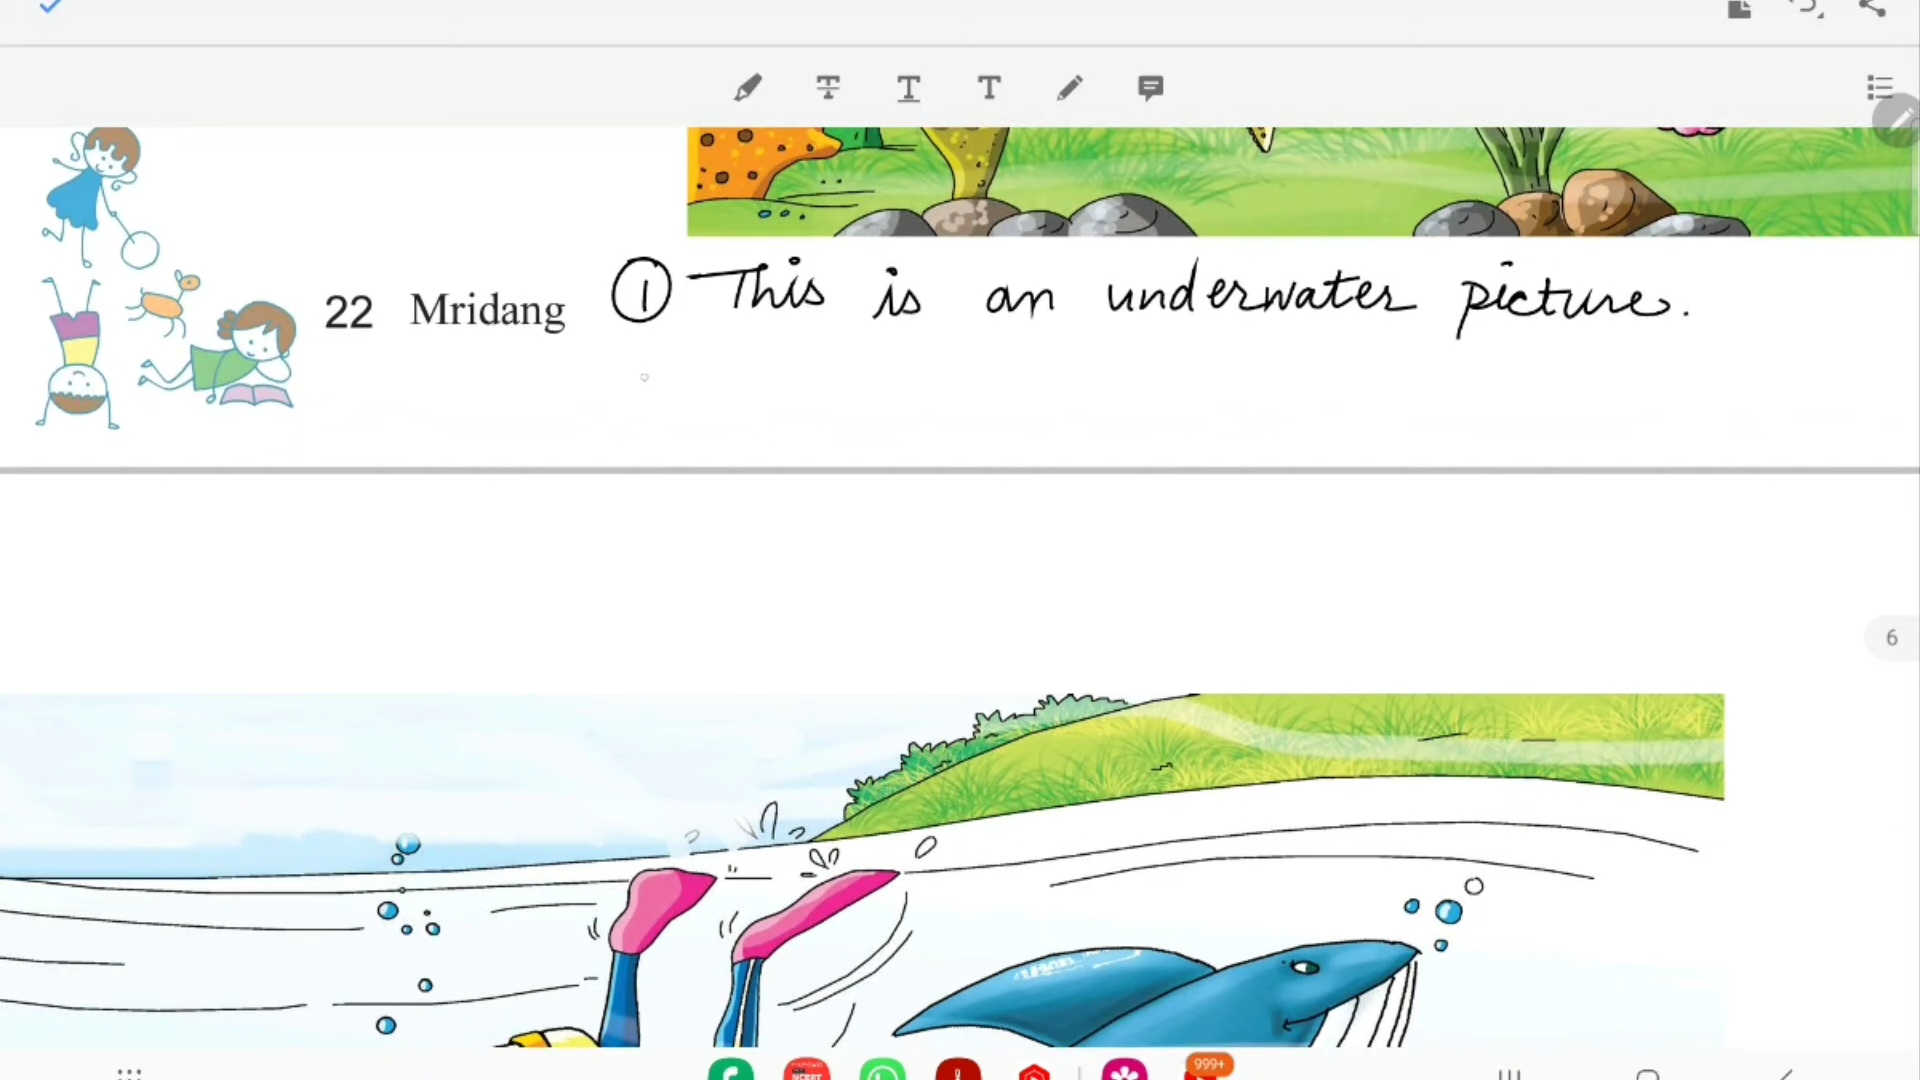 22 Mridang ① This is an underwater picture.
6
999+